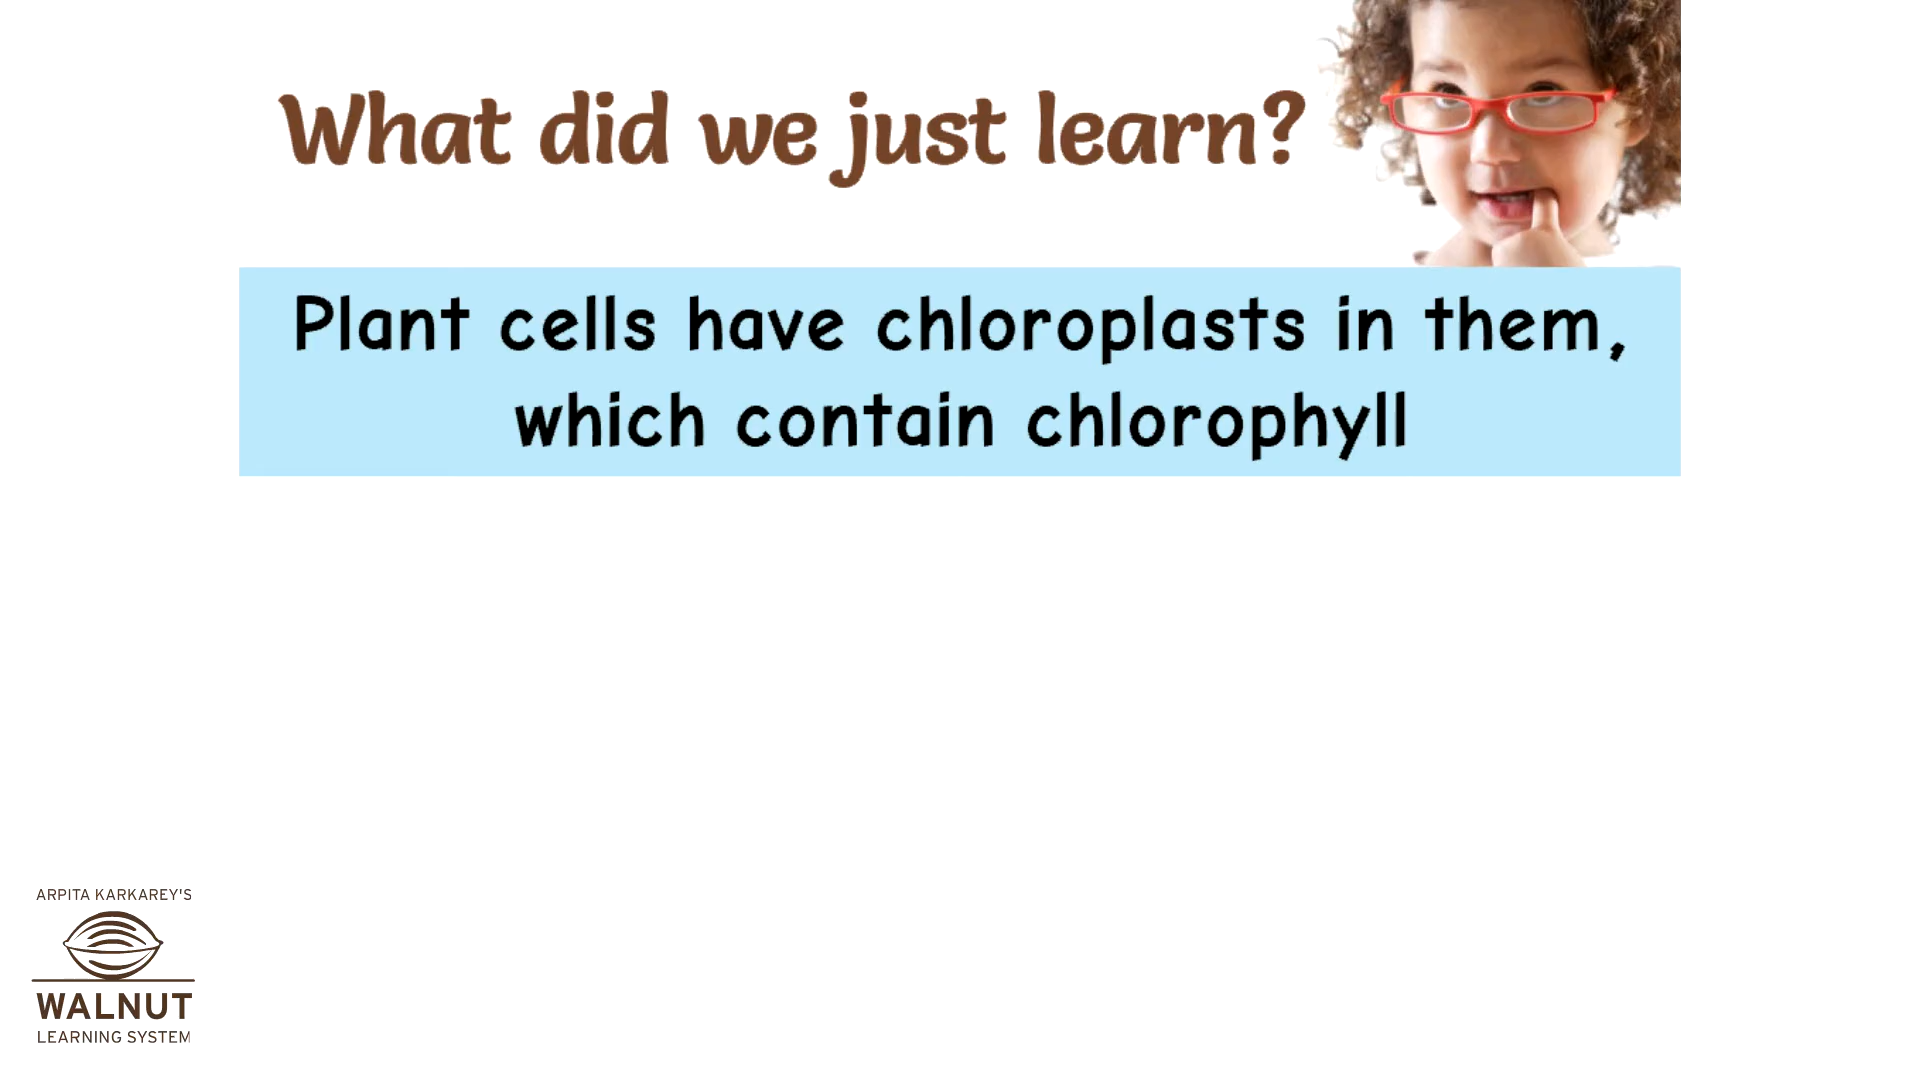 What did we just learn?
Plant cells have chloroplasts in them,
which contain chlorophyll
ARPITA KARKAREY'S
WALNUT
LEARNING SYSTEM